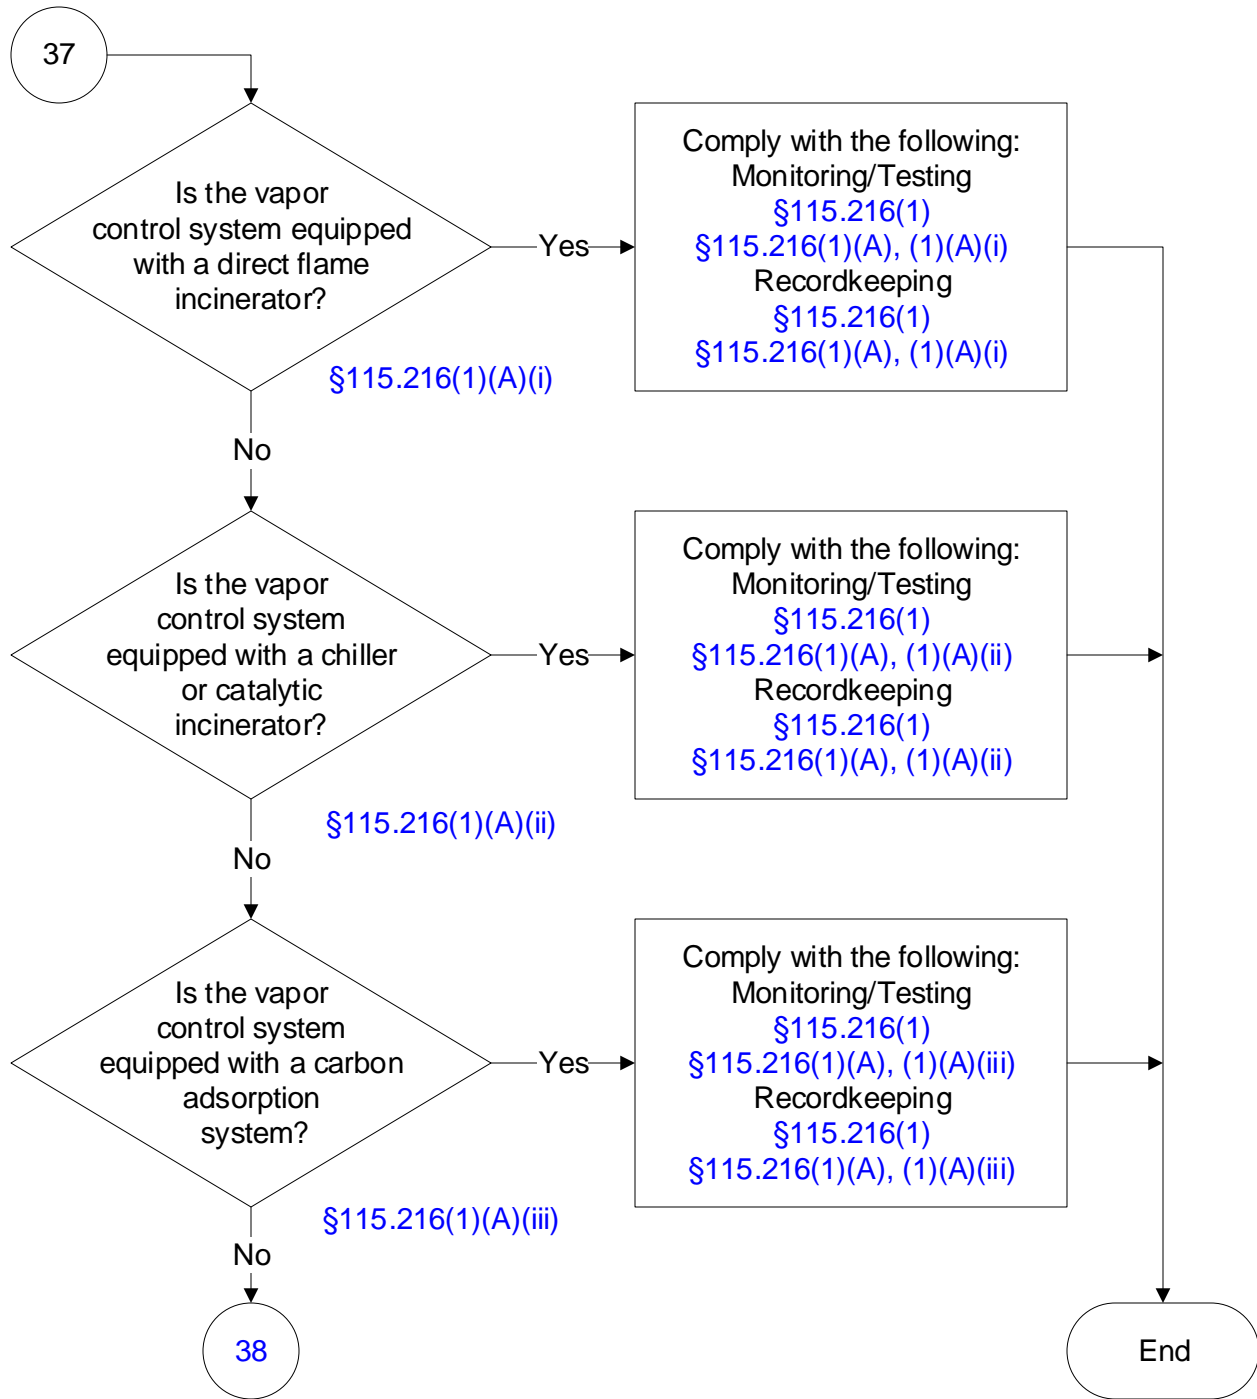 37
Is the vapor
control system equipped
with a direct flame
incinerator?
Yes
Comply with the following:
Monitoring/Testing
§115.216(1)
§115.216(1)(A), (1)(A)(i)
Recordkeeping
§115.216(1)
§115.216(1)(A), (1)(A)(i)
§115.216(1)(A)(i)
No
Is the vapor
control system
equipped with a chiller
or catalytic
incinerator?
Yes
Comply with the following:
Monitoring/Testing
§115.216(1)
§115.216(1)(A), (1)(A)(ii)
Recordkeeping
§115.216(1)
§115.216(1)(A), (1)(A)(ii)
§115.216(1)(A)(ii)
No
Is the vapor
control system
equipped with a carbon
adsorption
system?
Yes
Comply with the following:
Monitoring/Testing
§115.216(1)
§115.216(1)(A), (1)(A)(iii)
Recordkeeping
§115.216(1)
§115.216(1)(A), (1)(A)(iii)
§115.216(1)(A)(iii)
No
38
End